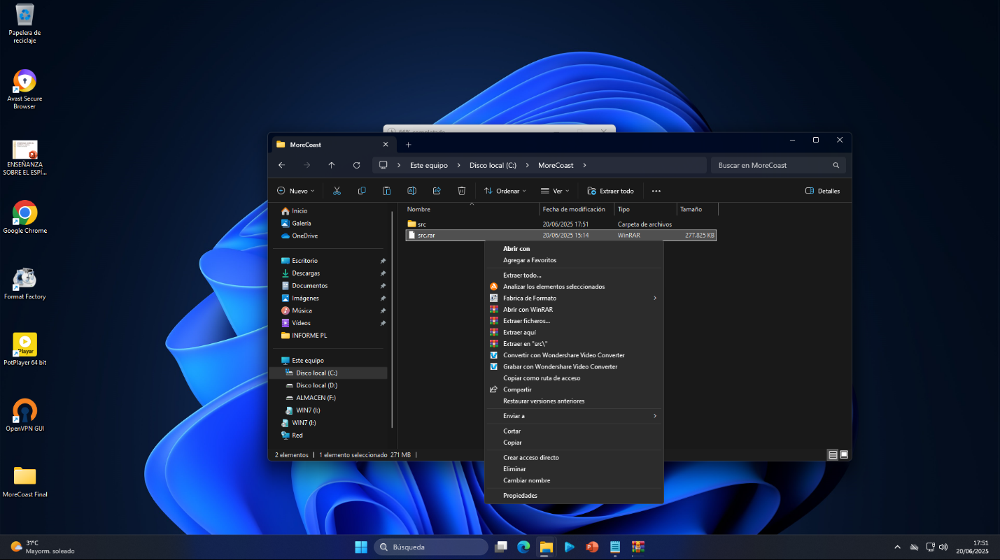 Papelera de
reciclaje
Avast Secure
Browser
ENSEÑANZA
SOBRE EL ESPÍ...
Google Chrome
Format Factory
Player
PotPlayer 64 bit
OpenVPN GUI
MoreCoast Final
66% completado
MoreCoast
Este equipo
Disco local (C:)
MoreCoast
Buscar en MoreCoast
Nuevo
Ordenar
Ver
Extraer todo
Detalles
Inicio
Galería
OneDrive
Escritorio
Descargas
Documentos
Imágenes
Música
Vídeos
INFORME PL
Este equipo
Disco local (C:)
Disco local (D:)
ALMACEN (F:)
WIN7 (I:)
WIN7 (I:)
Red
Nombre Fecha de modificación Tipo Tamaño
src 20/06/2025 17:51 Carpeta de archivos
src.rar 20/06/2025 15:14 WinRAR 277.825 KB
Abrir con
Agregar a Favoritos
Extraer todo...
Analizar los elementos seleccionados
Fabrica de Formato
Abrir con WinRAR
Extraer ficheros...
Extraer aquí
Extraer en "src\"
Convertir con Wondershare Video Converter
Grabar con Wondershare Video Converter
Copiar como ruta de acceso
Compartir
Restaurar versiones anteriores
Enviar a
Cortar
Copiar
Crear acceso directo
Eliminar
Cambiar nombre
Propiedades
2 elementos 1 elemento seleccionado 271 MB
31°C
Mayorm. soleado
Búsqueda
17:51
20/06/2025